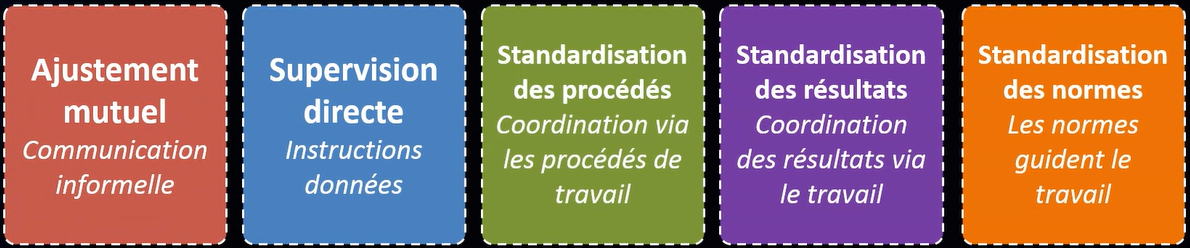 Ajustement
mutuel
Communication
informelle
Supervision
directe
Instructions
données
Standardisation
des procédés
Coordination via
les procédés de
travail
Standardisation
des résultats
Coordination
des résultats via
le travail
Standardisation
des normes
Les normes
guident le
travail